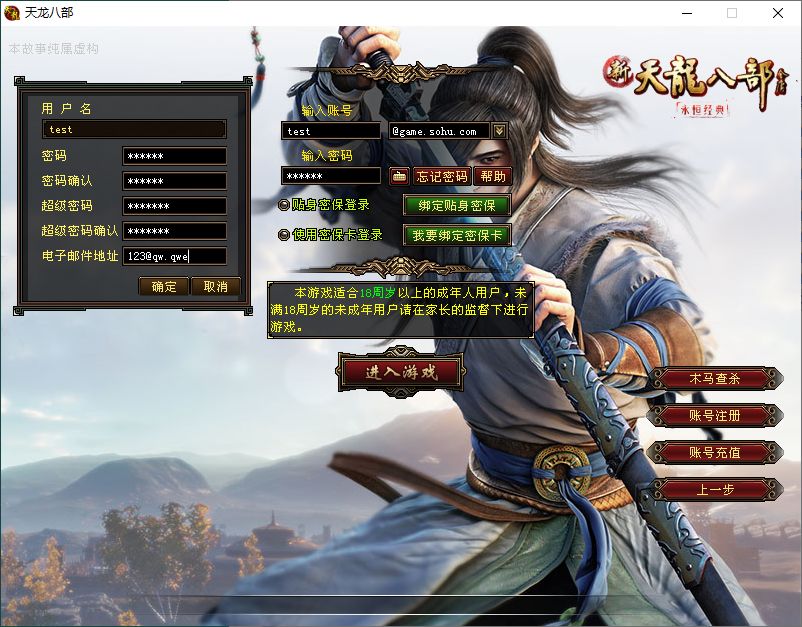 天龙八部
本故事纯属虚构
新天龍八部
永恒经典
用 户 名
test
密码
******
密码确认
******
超级密码
*******
超级密码确认
*******
电子邮件地址
123@qw.qwe
确定 取消
输入账号
test @game.sohu.com
输入密码
******
忘记密码 帮助
贴身密保登录 绑定贴身密保
使用密保卡登录 我要绑定密保卡
本游戏适合18周岁以上的成年人用户，未
满18周岁的未成年用户请在家长的监督下进行
游戏。
进入游戏
木马查杀
账号注册
账号充值
上一步